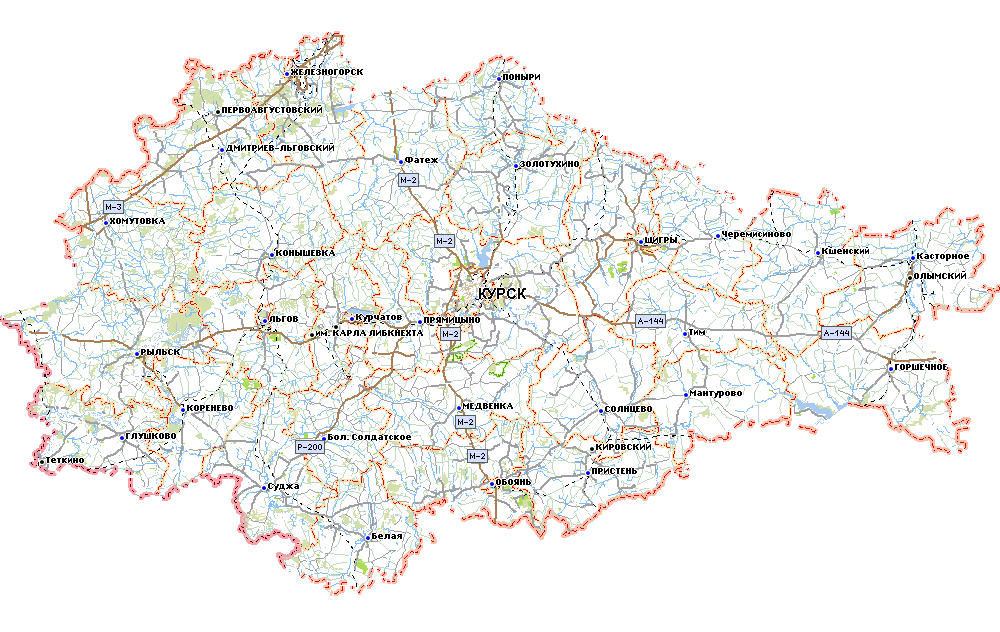 ЖЕЛЕЗНОГОРСК
ПОНЫРИ
ПЕРВОАВГУСТОВСКИЙ
ДМИТРИЕВ-ЛЬГОВСКИЙ
Фатеж
ЗОЛОТУХИНО
М-2
М-3
ХОМУТОВКА
Черемисиново
ЩИГРЫ
М-2
КОНЫШЕВКА
Кшенский
Касторное
ОЛЫМСКИЙ
КУРСК
ЛЬГОВ
Курчатов
ПРЯМИЦЫНО
А-144
им. КАРЛА ЛИБКНЕХТА
М-2
Тим
А-144
РЫЛЬСК
ГОРШЕЧНОЕ
Мантурово
КОРЕНЕВО
МЕДВЕНКА
СОЛНЦЕВО
М-2
ГЛУШКОВО
Бол. Солдатское
Р-200
КИРОВСКИЙ
М-2
Теткино
ПРИСТЕНЬ
Суджа
ОБОЯНЬ
Белая